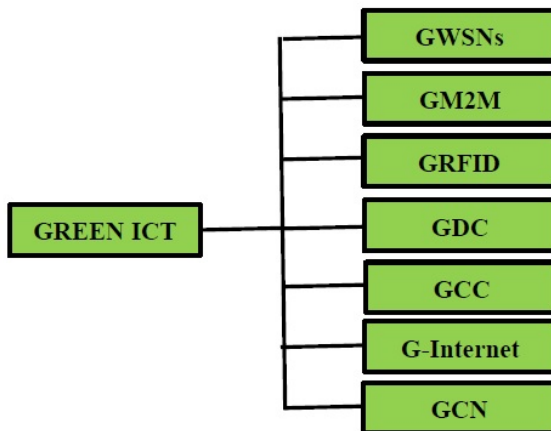 GWSNs
GM2M
GRFID
GREEN ICT
GDC
GCC
G-Internet
GCN